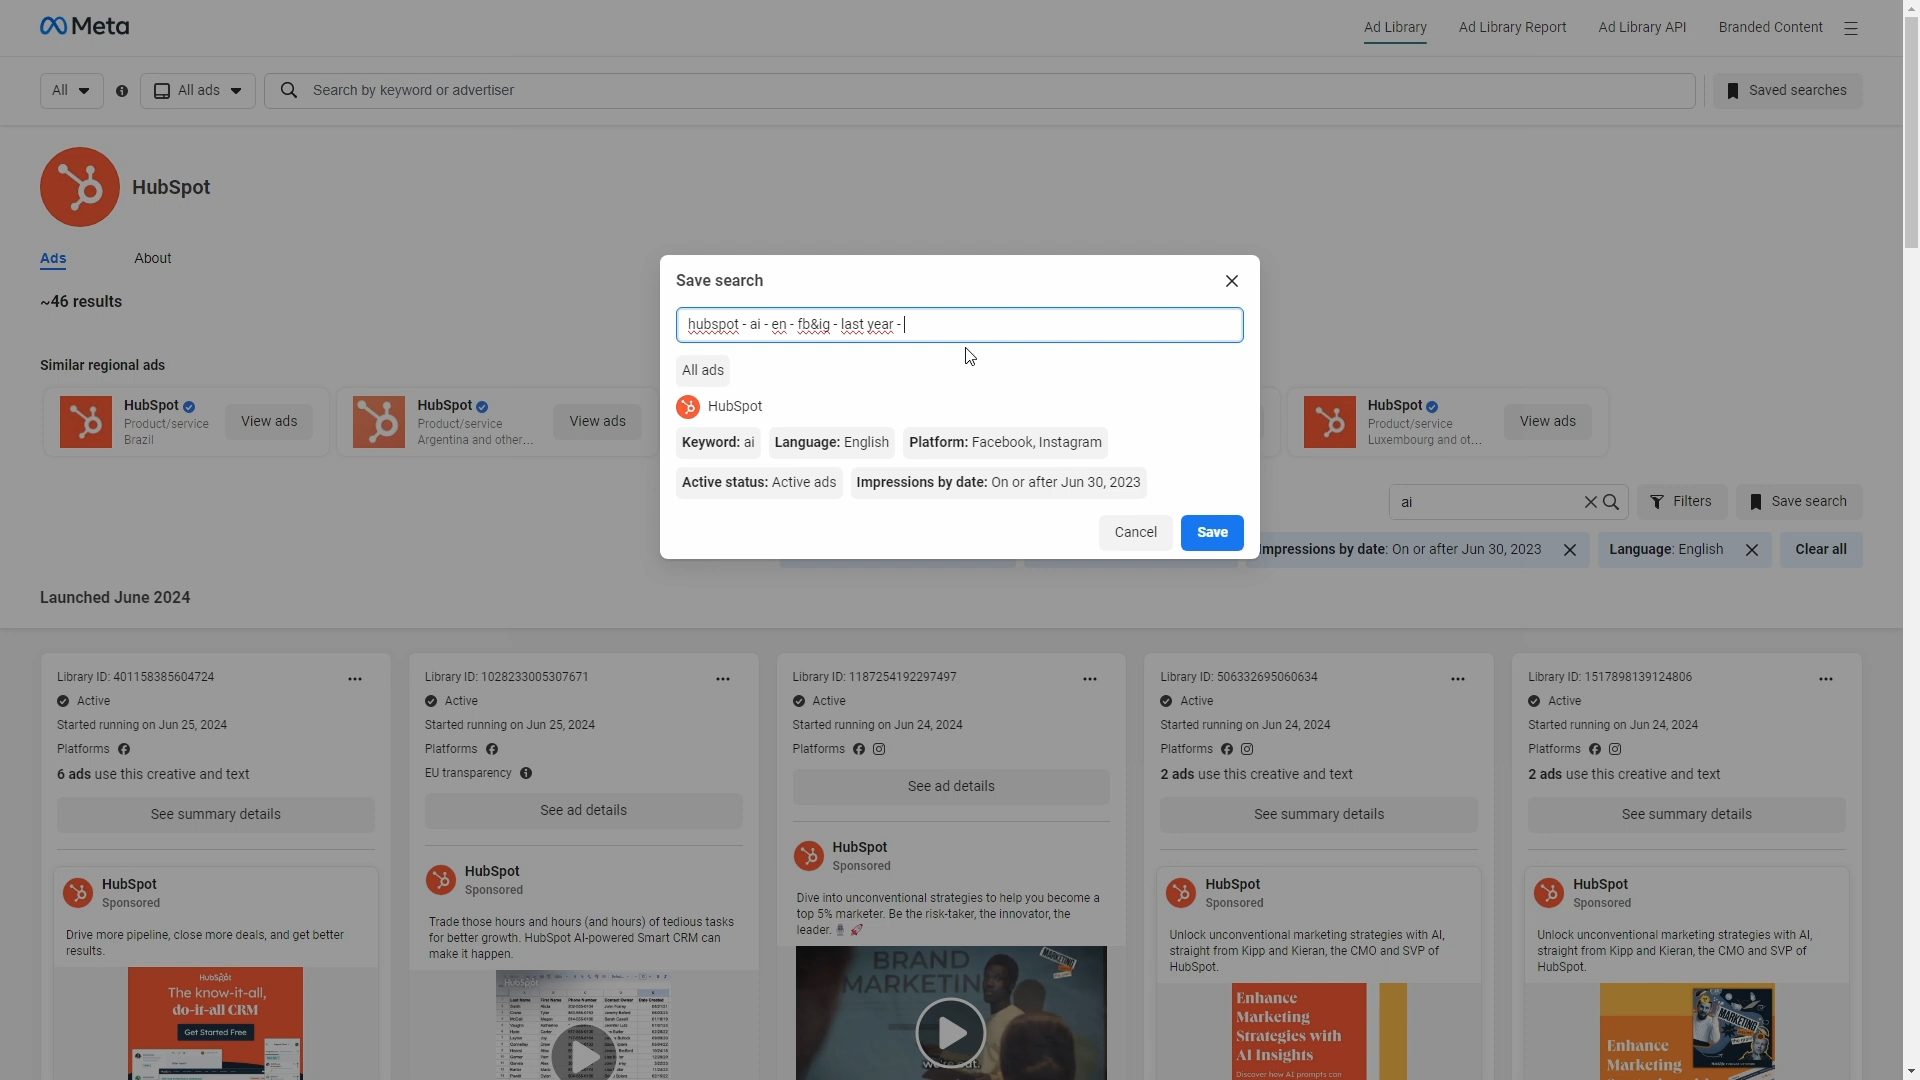 Meta
Ad Library
Ad Library Report
Ad Library API
Branded Content
All
All ads
Search by keyword or advertiser
Saved searches
HubSpot
Ads
About
~46 results
Save search
hubspot - ai - en - fb&ig - last year -
All ads
HubSpot
Keyword: ai
Language: English
Platform: Facebook, Instagram
Active status: Active ads
Impressions by date: On or after Jun 30, 2023
Cancel
Save
Similar regional ads
HubSpot
Product/service
Brazil
View ads
HubSpot
Product/service
Argentina and other...
View ads
HubSpot
Product/service
Luxembourg and ot...
View ads
ai
Filters
Save search
Impressions by date: On or after Jun 30, 2023
Language: English
Clear all
Launched June 2024
Library ID: 401158385604724
Active
Started running on Jun 25, 2024
Platforms
6 ads use this creative and text
See summary details
HubSpot
Sponsored
Drive more pipeline, close more deals, and get better
results.
HubSpot
The know-it-all,
do-it-all CRM
Get Started Free
Library ID: 1028233005307671
Active
Started running on Jun 25, 2024
Platforms
EU transparency
See ad details
HubSpot
Sponsored
Trade those hours and hours (and hours) of tedious tasks
for better growth. HubSpot AI-powered Smart CRM can
make it happen.
HubSpot
Library ID: 1187254192297497
Active
Started running on Jun 24, 2024
Platforms
See ad details
HubSpot
Sponsored
Dive into unconventional strategies to help you become a
top 5% marketer. Be the risk-taker, the innovator, the
leader. 🎙️ 🚀
BRAND
MARKETING
MARKETING
we're out.
Library ID: 506332695060634
Active
Started running on Jun 24, 2024
Platforms
2 ads use this creative and text
See summary details
HubSpot
Sponsored
Unlock unconventional marketing strategies with AI,
straight from Kipp and Kieran, the CMO and SVP of
HubSpot.
Enhance
Marketing
Strategies with
AI Insights
Discover how AI prompts can
Library ID: 1517898139124806
Active
Started running on Jun 24, 2024
Platforms
2 ads use this creative and text
See summary details
HubSpot
Sponsored
Unlock unconventional marketing strategies with AI,
straight from Kipp and Kieran, the CMO and SVP of
HubSpot.
MARKETING
Enhance
Marketing